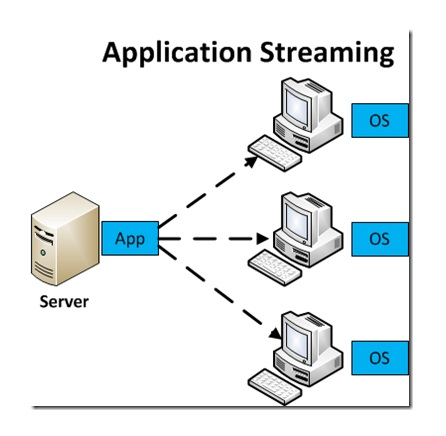 Application Streaming
OS
App
OS
Server
OS